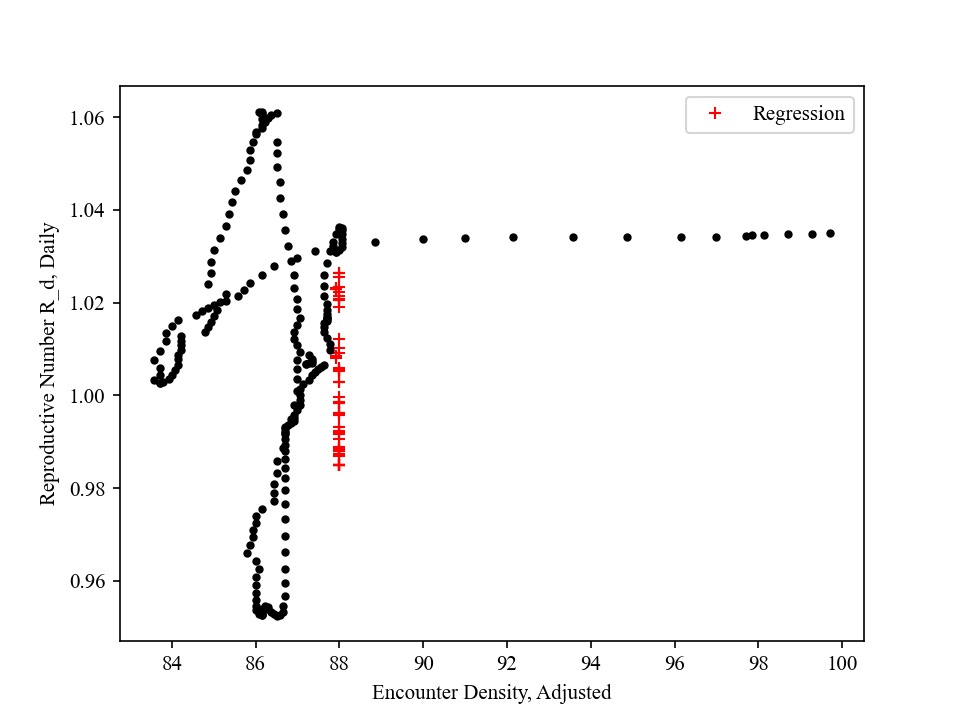 1.06
1.04
1.02
1.00
0.98
0.96
Reproductive Number R_d, Daily
Regression
84 86 88 90 92 94 96 98 100
Encounter Density, Adjusted